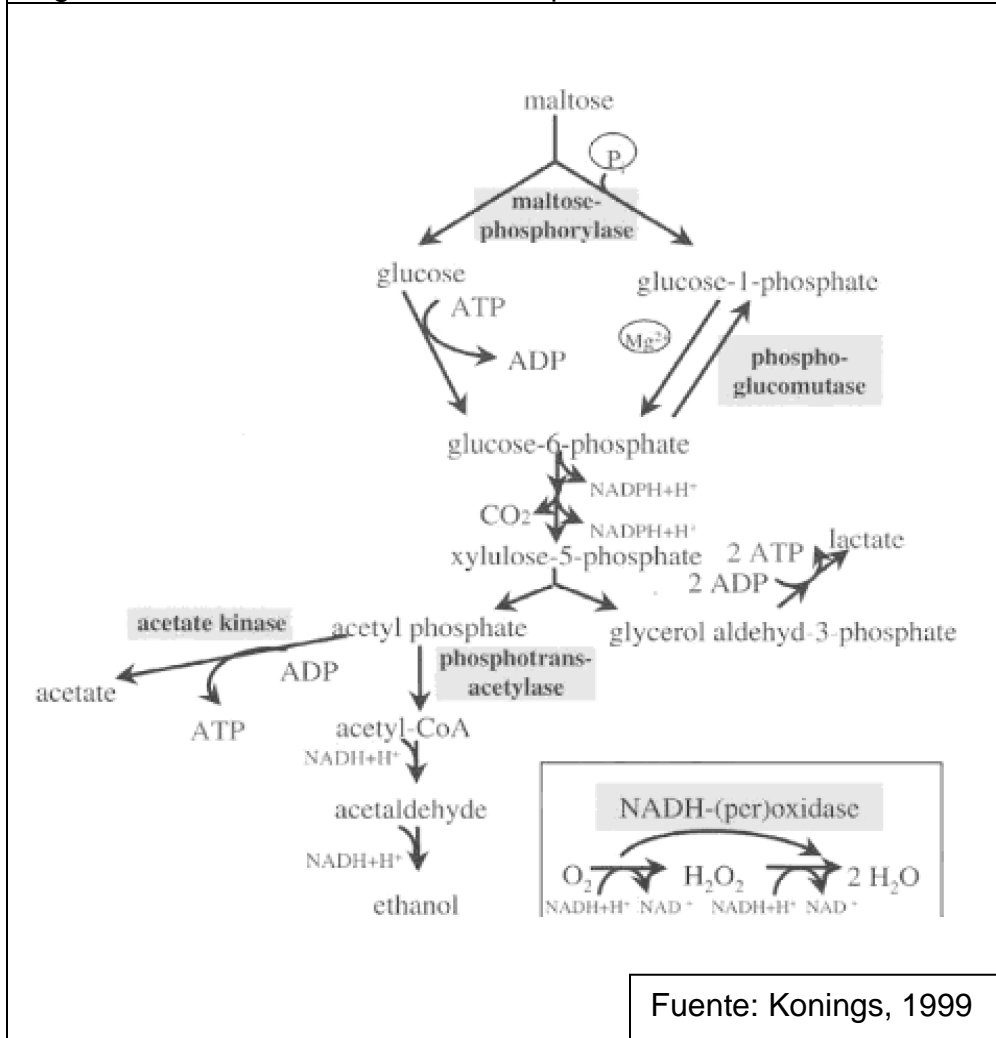 maltose
P
maltose-
phosphorylase
glucose
glucose-1-phosphate
ATP
Mg²⁺
ADP
phospho-
glucomutase
glucose-6-phosphate
NADPH+H⁺
CO₂
NADPH+H⁺
xylulose-5-phosphate
2 ATP
lactate
2 ADP
acetate kinase
acetyl phosphate
glycerol aldehyd-3-phosphate
ADP
phosphotrans-
acetylase
acetate
ATP
acetyl-CoA
NADH+H⁺
acetaldehyde
NADH+H⁺
ethanol
NADH-(per)oxidase
O₂ H₂O₂ 2 H₂O
NADH+H⁺ NAD⁺ NADH+H⁺ NAD⁺
Fuente: Konings, 1999